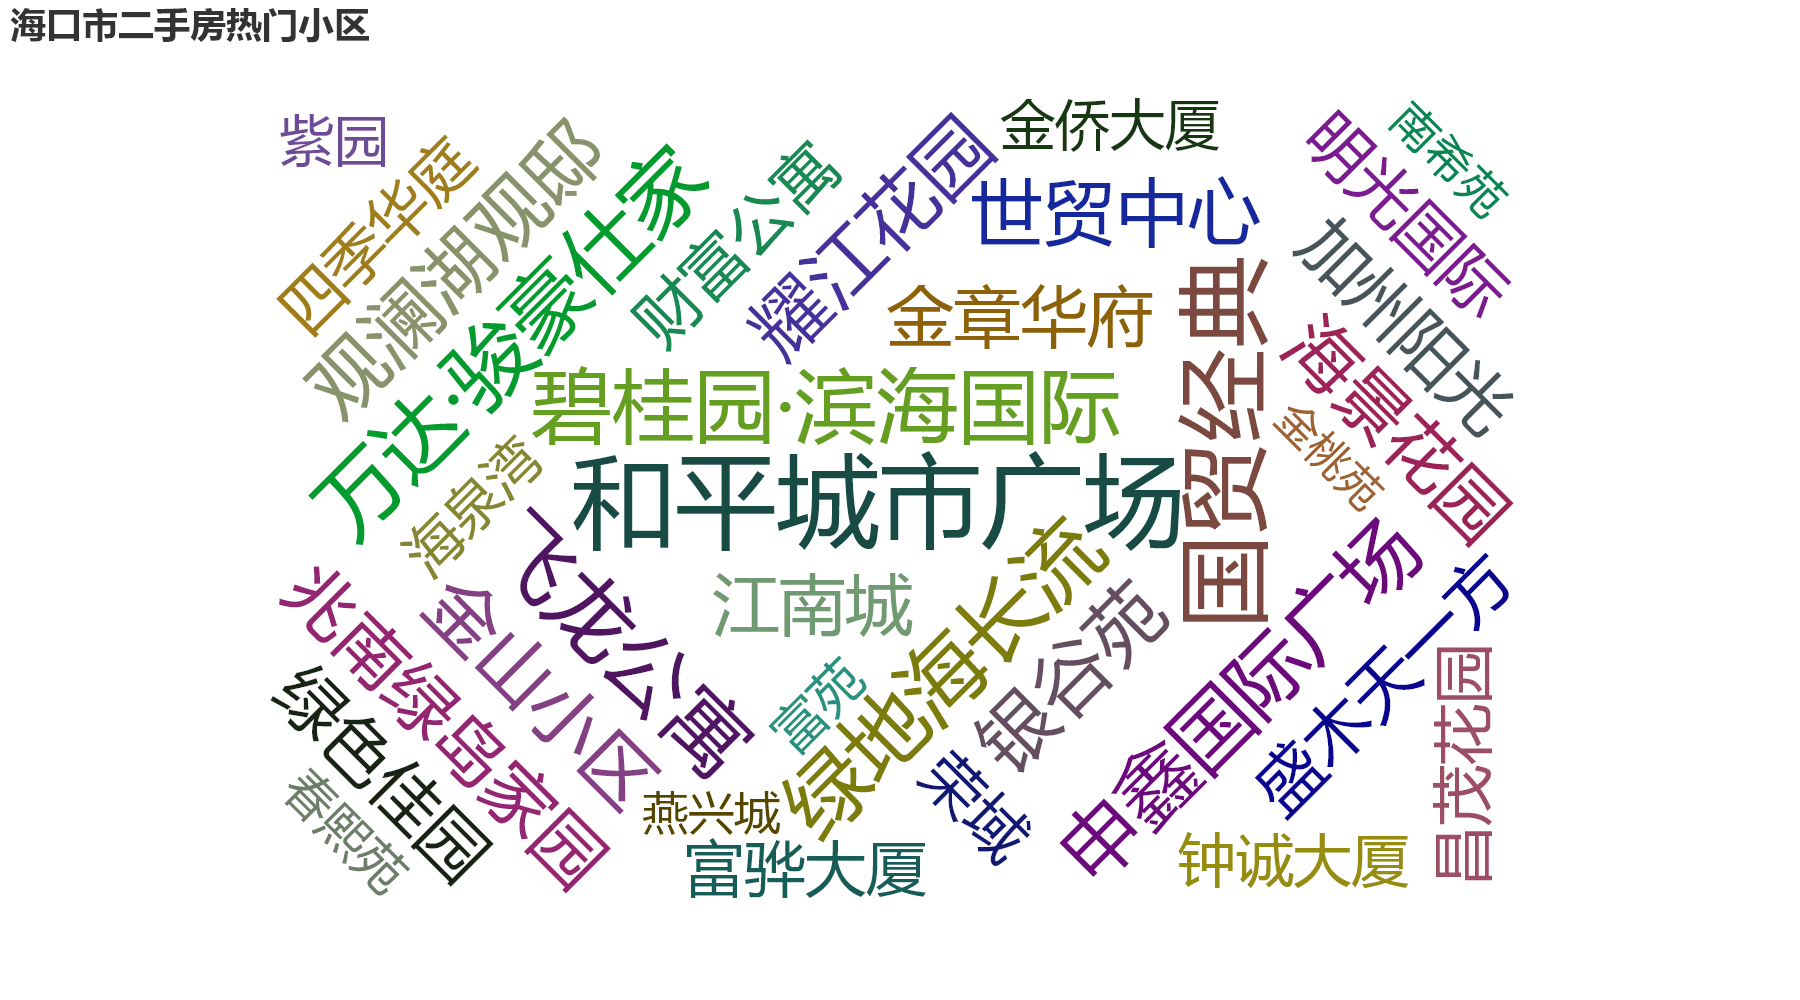 海口市二手房热门小区
紫园
四季华庭
观澜湖观邸
万达·骏豪仕家
财富公寓
耀江花园
金侨大厦
世贸中心
金章华府
明光国际
南希苑
加州阳光
海景花园
金桃苑
国贸经典
碧桂园·滨海国际
和平城市广场
海泉湾
飞龙公寓
江南城
绿地海长流
银谷苑
申鑫国际广场
盛木天一方
昌茂花园
兆南绿岛家园
金山小区
绿色佳园
春熙苑
富苑
燕兴城
富骅大厦
荣域
钟诚大厦